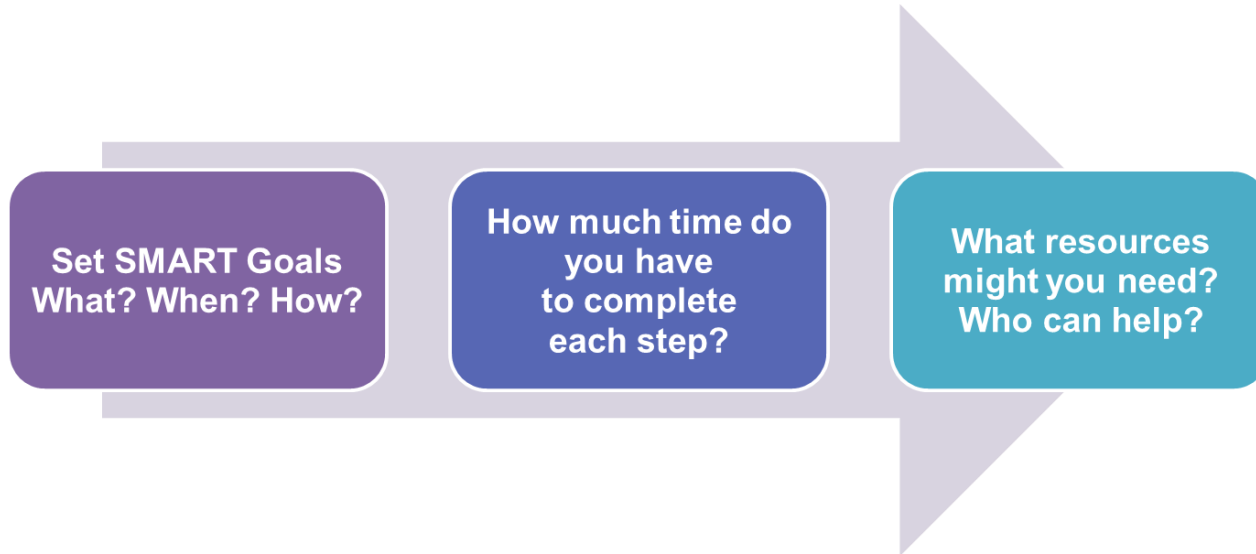 Set SMART Goals
What? When? How?
How much time do
you have
to complete
each step?
What resources
might you need?
Who can help?